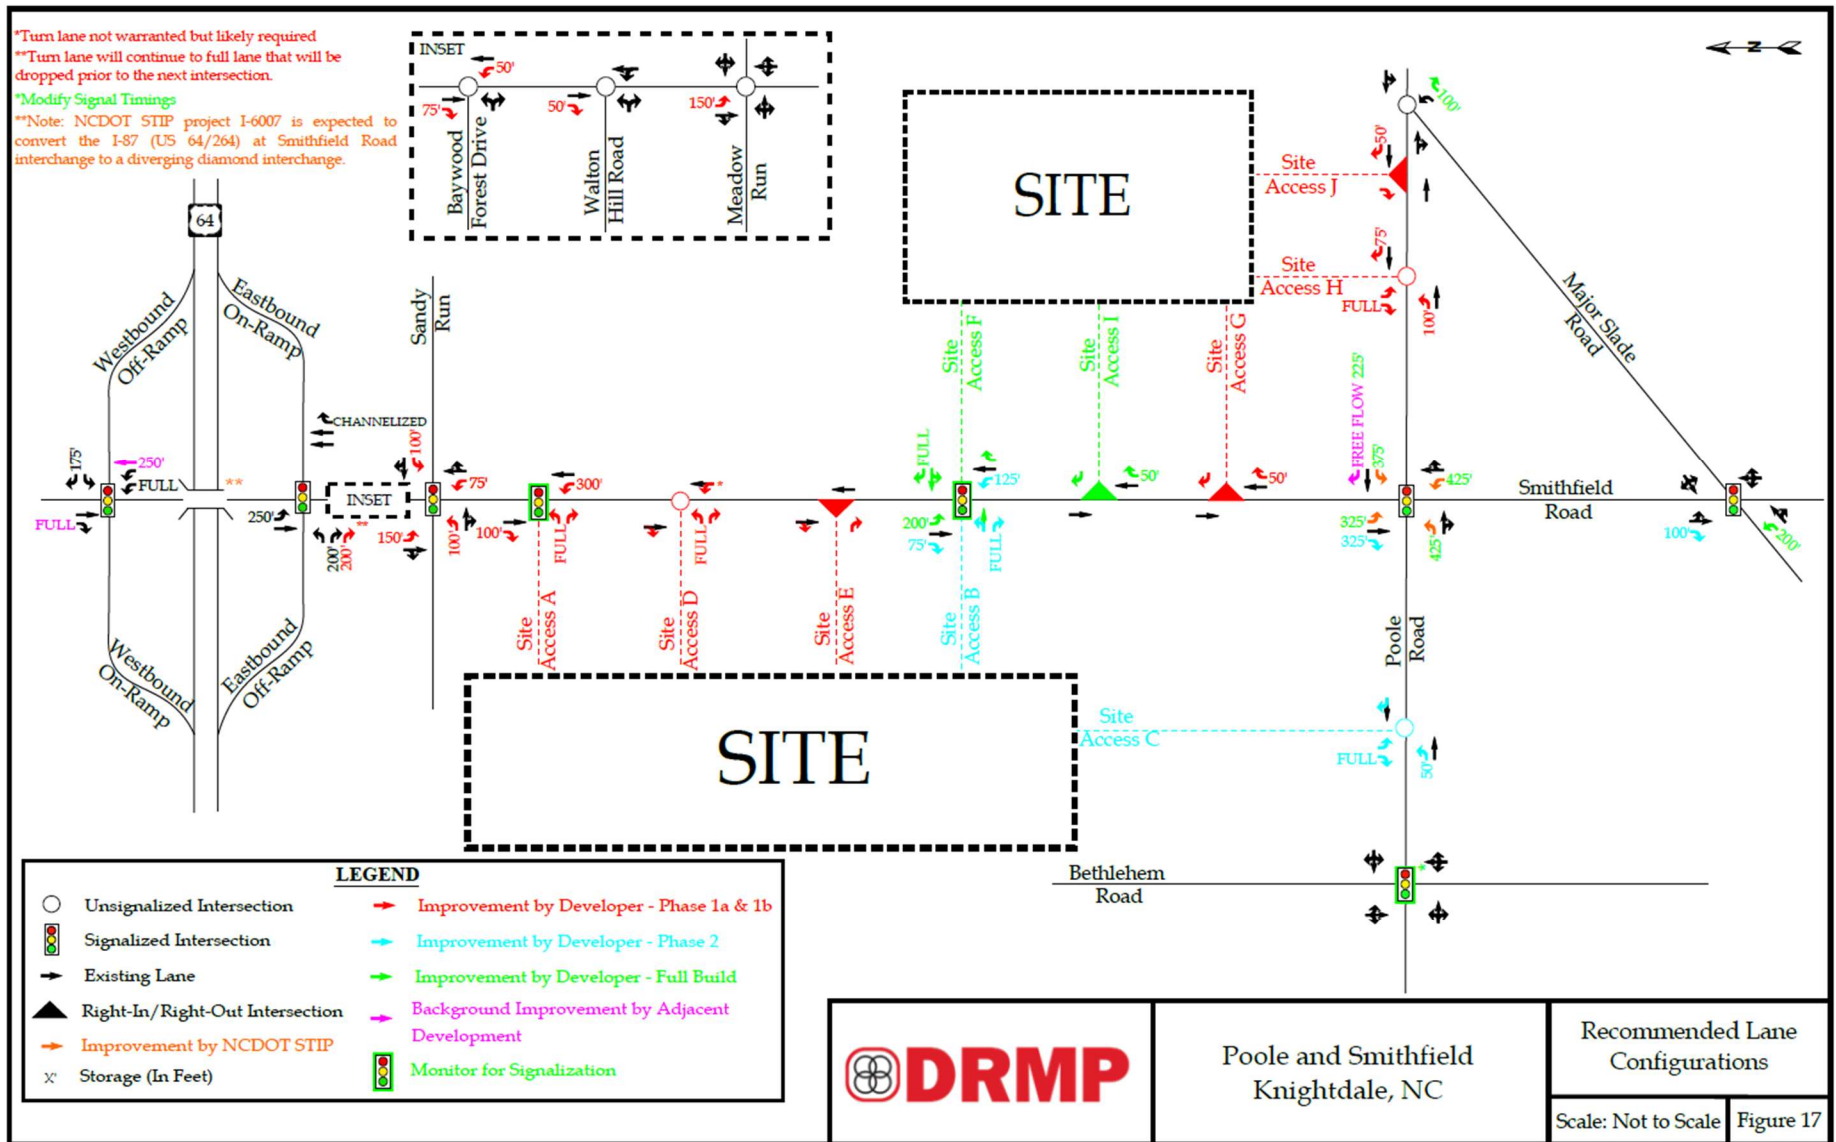 *Turn lane not warranted but likely required
**Turn lane will continue to full lane that will be
dropped prior to the next intersection.
*Modify Signal Timings
**Note: NCDOT STIP project I-6007 is expected to
convert the I-87 (US 64/264) at Smithfield Road
interchange to a diverging diamond interchange.
INSET
50'
75'
50'
150'
Baywood
Forest Drive
Walton
Hill Road
Meadow
Run
N
64
Westbound
Off-Ramp
Eastbound
On-Ramp
Westbound
On-Ramp
Eastbound
Off-Ramp
175'
250'
FULL
FULL
**
250'
CHANNELIZED
INSET
200'
200'
**
Sandy
Run
100'
75'
150'
100'
300'
100'
FULL
Site
Access A
*
FULL
Site
Access D
Site
Access E
Site
Access F
FULL
125'
200'
75'
FULL
Site
Access B
Site
Access I
50'
Site
Access G
50'
SITE
SITE
Site
Access J
50'
100'
Site
Access H
75'
FULL
100'
Major Slade
Road
FREE FLOW 225'
375'
425'
325'
325'
425'
Smithfield
Road
100'
200'
Poole
Road
Site
Access C
FULL
50'
Bethlehem
Road
*
LEGEND
Unsignalized Intersection
Signalized Intersection
Existing Lane
Right-In/Right-Out Intersection
Improvement by NCDOT STIP
X' Storage (In Feet)
Improvement by Developer - Phase 1a & 1b
Improvement by Developer - Phase 2
Improvement by Developer - Full Build
Background Improvement by Adjacent
Development
Monitor for Signalization
DRMP
Poole and Smithfield
Knightdale, NC
Recommended Lane
Configurations
Scale: Not to Scale
Figure 17